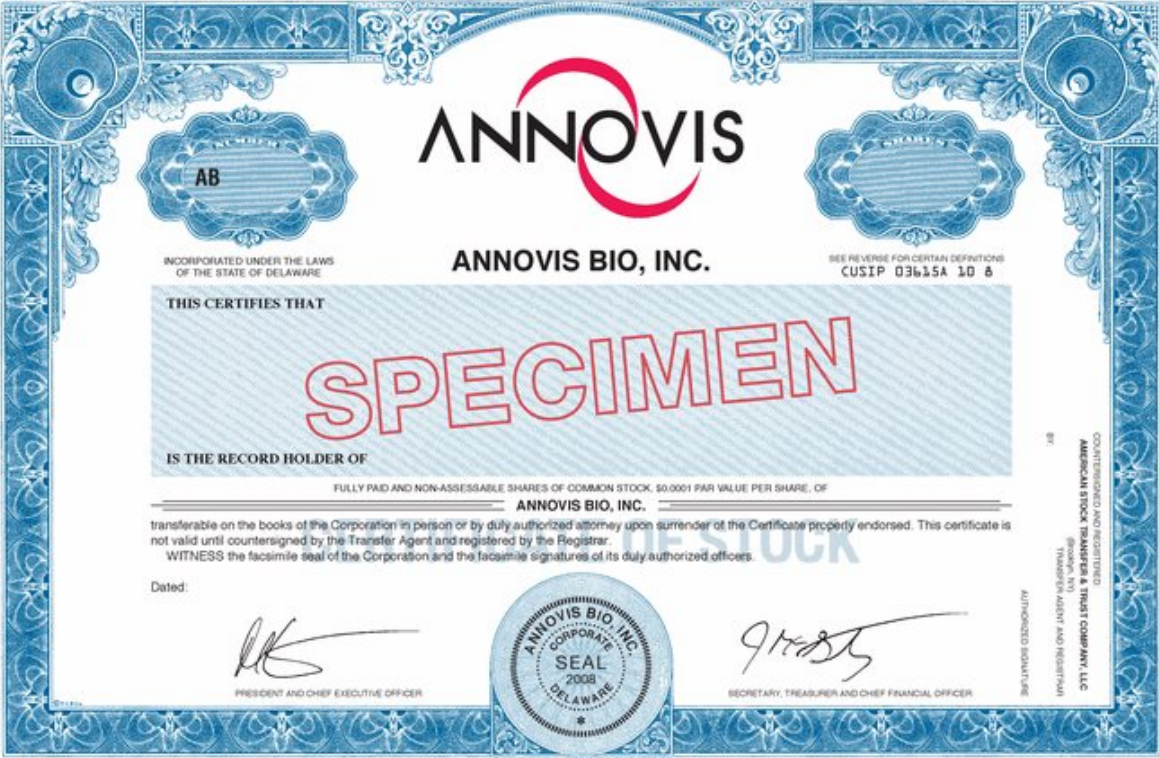 ANNOVIS
NUMBER
SHARES
AB
INCORPORATED UNDER THE LAWS
OF THE STATE OF DELAWARE
ANNOVIS BIO, INC.
SEE REVERSE FOR CERTAIN DEFINITIONS
CUSIP 03615A 10 8
THIS CERTIFIES THAT
SPECIMEN
IS THE RECORD HOLDER OF
FULLY PAID AND NON-ASSESSABLE SHARES OF COMMON STOCK, $0.0001 PAR VALUE PER SHARE, OF
ANNOVIS BIO, INC.
transferable on the books of the Corporation in person or by duly authorized attorney upon surrender of the Certificate properly endorsed. This certificate is
not valid until countersigned by the Transfer Agent and registered by the Registrar.
WITNESS the facsimile seal of the Corporation and the facsimile signatures of its duly authorized officers.
OF STOCK
Dated:
PRESIDENT AND CHIEF EXECUTIVE OFFICER
ANNOVIS BIO, INC.
CORPORATE
SEAL
2008
DELAWARE
*
SECRETARY, TREASURER AND CHIEF FINANCIAL OFFICER
COUNTERSIGNED AND REGISTERED:
AMERICAN STOCK TRANSFER & TRUST COMPANY, LLC
(Brooklyn, NY)
TRANSFER AGENT AND REGISTRAR
BY:
AUTHORIZED SIGNATURE